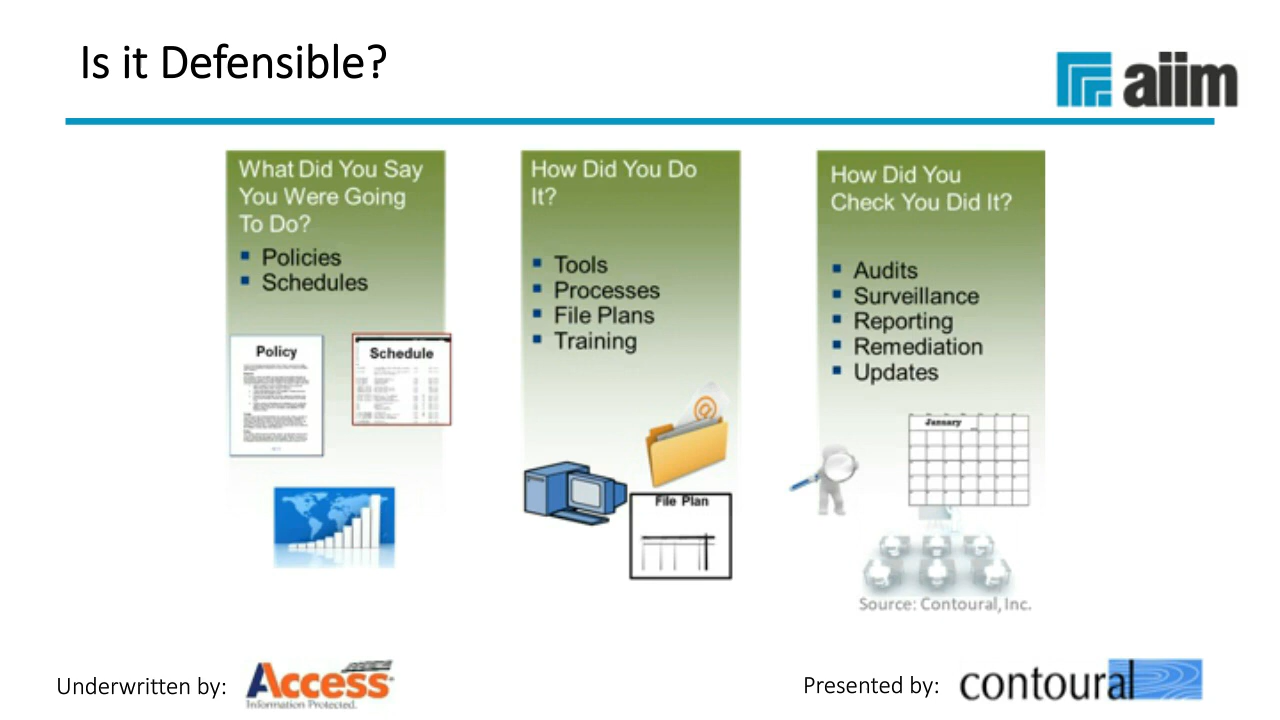 Is it Defensible?
aiim
What Did You Say
You Were Going
To Do?
Policies
Schedules
Policy
Schedule
How Did You Do
It?
Tools
Processes
File Plans
Training
@
File Plan
How Did You
Check You Did It?
Audits
Surveillance
Reporting
Remediation
Updates
January
Source: Contoural, Inc.
Underwritten by:
Access
Information Protected.
Presented by:
contoural